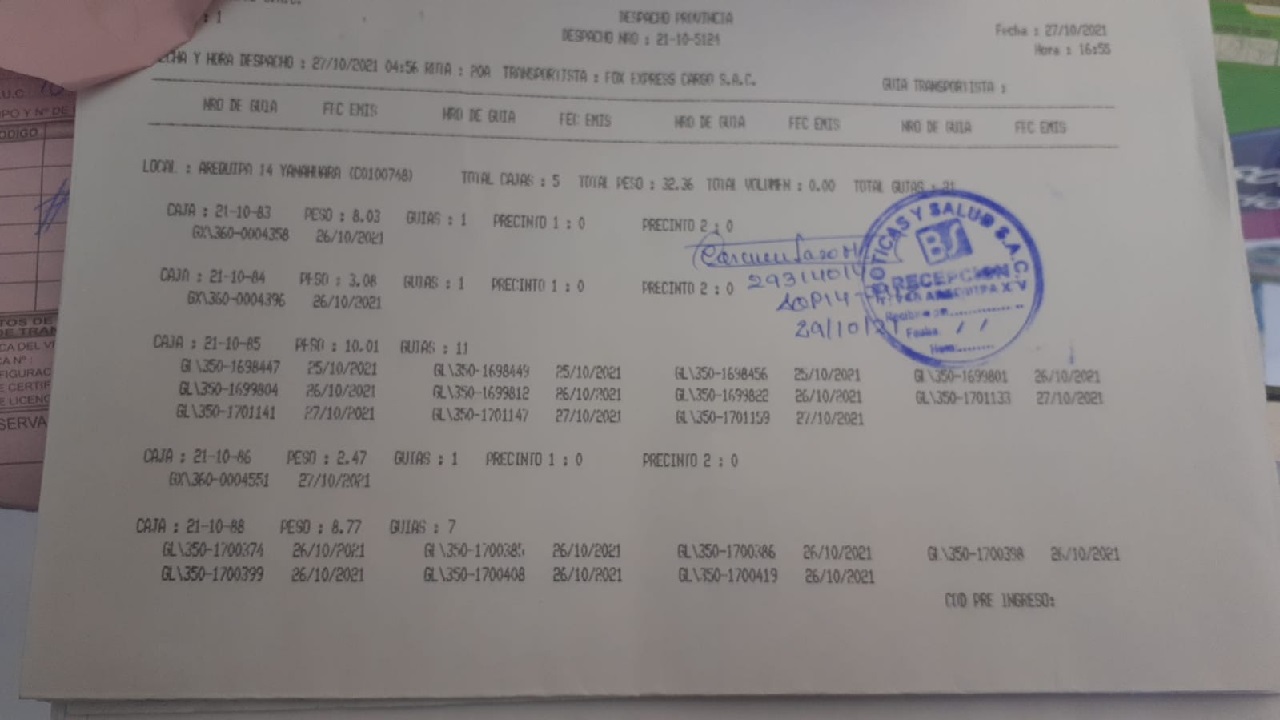 : 1
DESPACHO PROVINCIA
DESPACHO NRO : 21-10-5124
Fecha : 27/10/2021
Hora : 16:55
Y HORA DESPACHO : 27/10/2021 04:56 RUTA : 20A TRANSPORTISTA : FOX EXPRESS CARGO S.A.C.
GUIA TRANSPORTISTA :
NRO DE GUIA FEC EMIS NRO DE GUIA FEC EMIS NRO DE GUIA FEC EMIS NRO DE GUIA FEC EMIS
LOCAL : AREQUIPA 14 YANAHUARA (C0100768) TOTAL CAJAS : 5 TOTAL PESO : 32.36 TOTAL VOLUMEN : 0.00 TOTAL GUIAS : 21
CAJA : 21-10-83 PESO : 8.03 GUIAS : 1 PRECINTO 1 : 0 PRECINTO 2 : 0
GX\360-0004358 26/10/2021
CAJA : 21-10-84 PESO : 3.08 GUIAS : 1 PRECINTO 1 : 0 PRECINTO 2 : 0
GX\360-0004396 26/10/2021
29/10/21
BOTICAS Y SALUD S.A.C.
BS
RECEPCION
Fecha / /
Hora
CAJA : 21-10-85 PESO : 10.01 GUIAS : 11
GL\350-1698447 25/10/2021 GL\350-1698449 25/10/2021 GL\350-1698456 25/10/2021 GL\350-1699801 26/10/2021
GL\350-1699804 26/10/2021 GL\350-1699812 26/10/2021 GL\350-1699822 26/10/2021 GL\350-1701133 27/10/2021
GL\350-1701141 27/10/2021 GL\350-1701147 27/10/2021 GL\350-1701159 27/10/2021
CAJA : 21-10-86 PESO : 2.47 GUIAS : 1 PRECINTO 1 : 0 PRECINTO 2 : 0
GX\360-0004551 27/10/2021
CAJA : 21-10-88 PESO : 8.77 GUIAS : 7
GL\350-1700374 26/10/2021 GL\350-1700385 26/10/2021 GL\350-1700386 26/10/2021 GL\350-1700398 26/10/2021
GL\350-1700399 26/10/2021 GL\350-1700408 26/10/2021 GL\350-1700419 26/10/2021
COD PRE INGRESO: